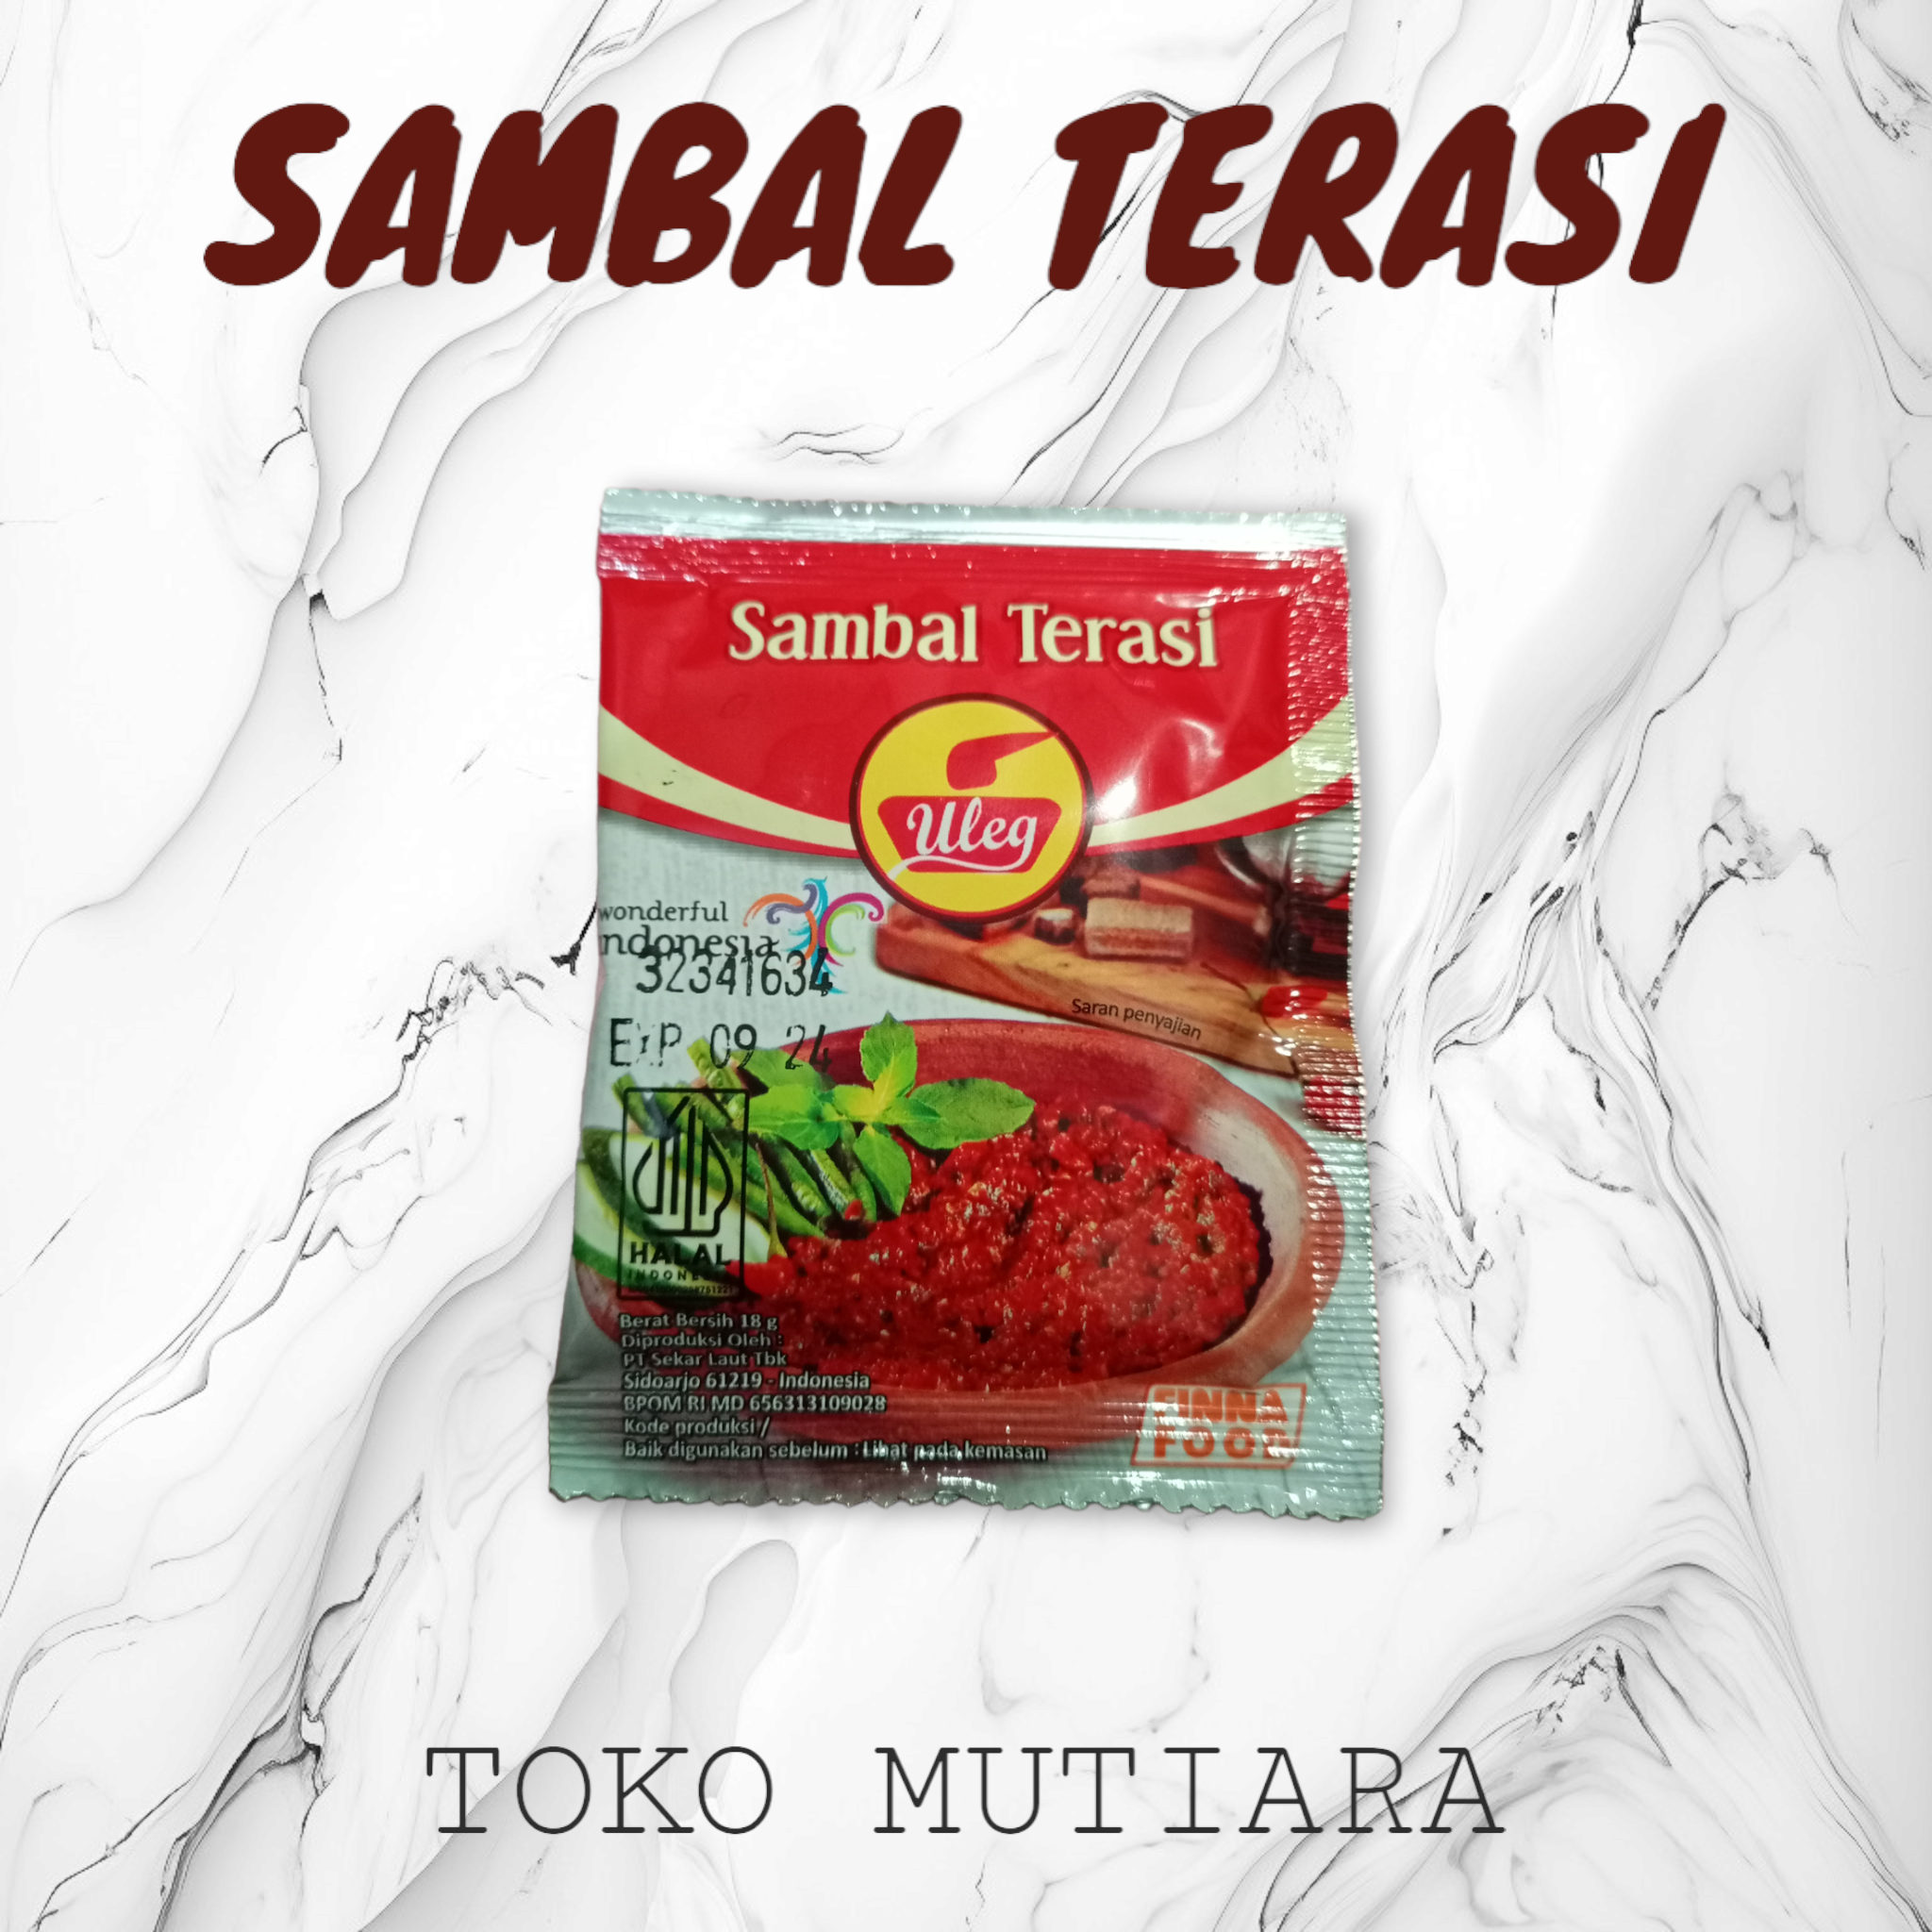 SAMBAL TERASI
Sambal Terasi
Uleg
wonderful
ndonesia
32341634
EXP 09 24
Saran penyajian
HALAL
INDONESIA
Berat Bersih 18 g
Diproduksi Oleh :
PT Sekar Laut Tbk
Sidoarjo 61219 - Indonesia
BPOM RI MD 656313109028
Kode produksi /
Baik digunakan sebelum : Lihat pada kemasan
FINNA
FOOD
TOKO MUTIARA